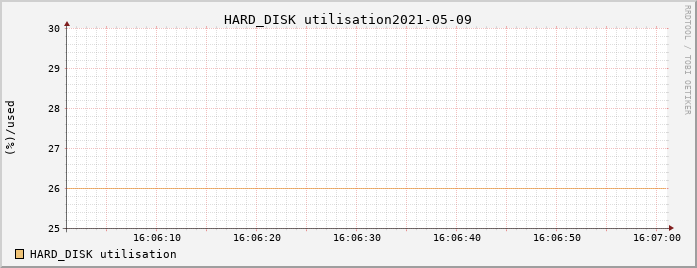 HARD_DISK utilisation2021-05-09
RRDTOOL / TOBI OETIKER
(%)/used
30
29
28
27
26
25
16:06:10 16:06:20 16:06:30 16:06:40 16:06:50 16:07:00
HARD_DISK utilisation